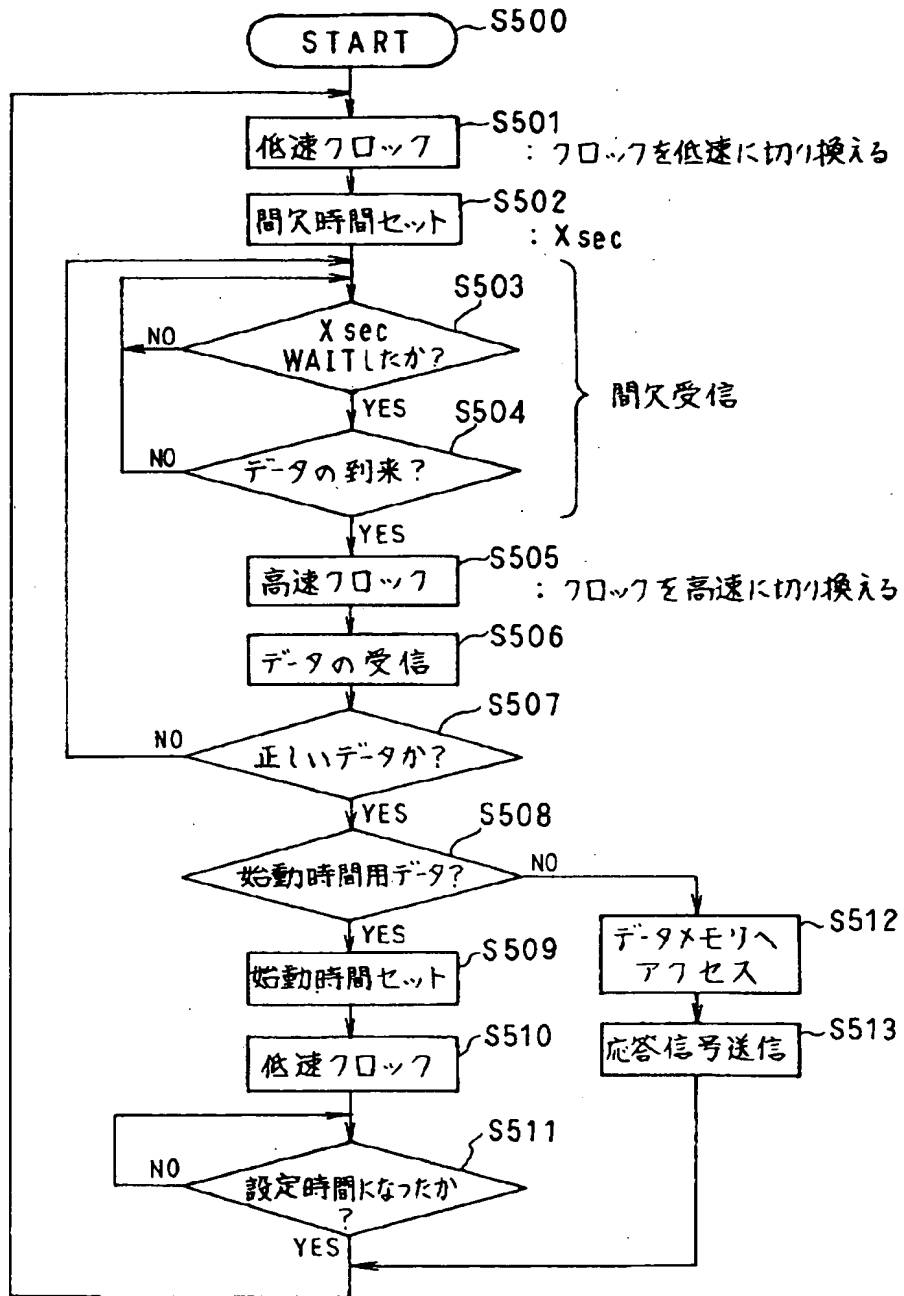 START
S500
低速クロック
S501
: クロックを低速に切り換える
間欠時間セット
S502
: X sec
S503
X sec
WAITしたか?
NO
YES
間欠受信
S504
データの到来?
NO
YES
高速クロック
S505
: クロックを高速に切り換える
データの受信
S506
S507
正しいデータか?
NO
YES
S508
始動時間用データ?
NO
YES
始動時間セット
S509
データメモリへ
アクセス
S512
低速クロック
S510
応答信号送信
S513
S511
設定時間になったか
?
NO
YES